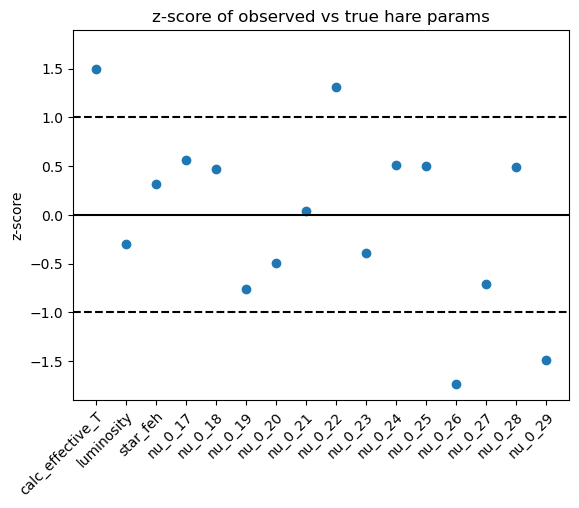 z-score of observed vs true hare params
z-score
1.5
1.0
0.5
0.0
−0.5
−1.0
−1.5
calc_effective_T
luminosity
star_feh
nu_0_17
nu_0_18
nu_0_19
nu_0_20
nu_0_21
nu_0_22
nu_0_23
nu_0_24
nu_0_25
nu_0_26
nu_0_27
nu_0_28
nu_0_29